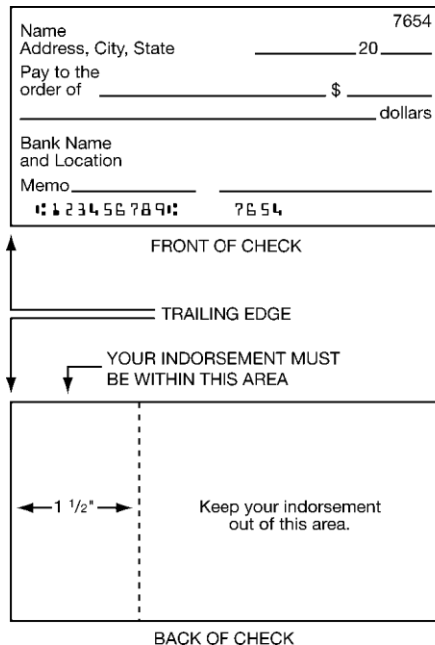 7654
Name
Address, City, State 20
Pay to the
order of $
dollars
Bank Name
and Location
Memo
⑆123456789⑆ 7654
FRONT OF CHECK
TRAILING EDGE
YOUR INDORSEMENT MUST
BE WITHIN THIS AREA
1 1/2"
Keep your indorsement
out of this area.
BACK OF CHECK